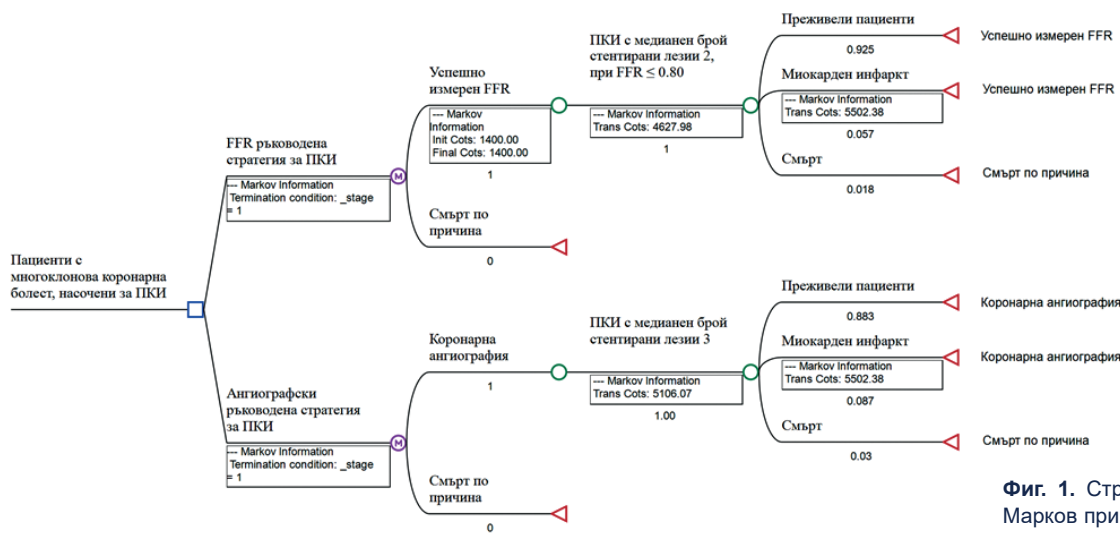 Пациенти с
многоклонова коронарна
болест, насочени за ПКИ
FFR ръководена
стратегия за ПКИ
--- Markov Information
Termination condition: _stage
= 1
Успешно
измерен FFR
--- Markov
Information
Init Cots: 1400.00
Final Cots: 1400.00
1
Смърт по
причина
0
ПКИ с медианен брой
стентирани лезии 2,
при FFR ≤ 0.80
--- Markov Information
Trans Cots: 4627.98
1
Преживели пациенти
0.925
Успешно измерен FFR
Миокарден инфаркт
--- Markov Information
Trans Cots: 5502.38
0.057
Успешно измерен FFR
Смърт
0.018
Смърт по причина
Ангиографски
ръководена стратегия
за ПКИ
--- Markov Information
Termination condition: _stage
= 1
Коронарна
ангиография
1
Смърт по
причина
0
ПКИ с медианен брой
стентирани лезии 3
--- Markov Information
Trans Cots: 5106.07
1.00
Преживели пациенти
0.883
Коронарна ангиография
Миокарден инфаркт
--- Markov Information
Trans Cots: 5502.38
0.087
Коронарна ангиография
Смърт
0.03
Смърт по причина
M
M
Фиг. 1. Стр
Марков при